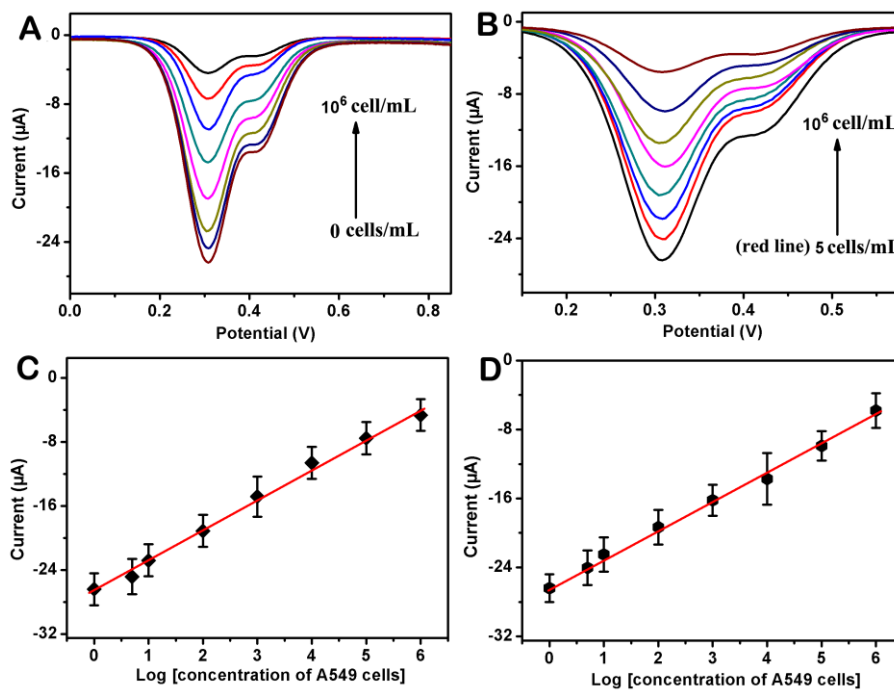 A
0
-8
-16
-24
Current (µA)
10⁶ cell/mL
0 cells/mL
0.0 0.2 0.4 0.6 0.8
Potential (V)
B
0
-8
-16
-24
Current (µA)
10⁶ cell/mL
(red line) 5 cells/mL
0.2 0.3 0.4 0.5
Potential (V)
C
0
-8
-16
-24
-32
Current (µA)
0 1 2 3 4 5 6
Log [concentration of A549 cells]
D
0
-8
-16
-24
-32
Current (µA)
0 1 2 3 4 5 6
Log [concentration of A549 cells]